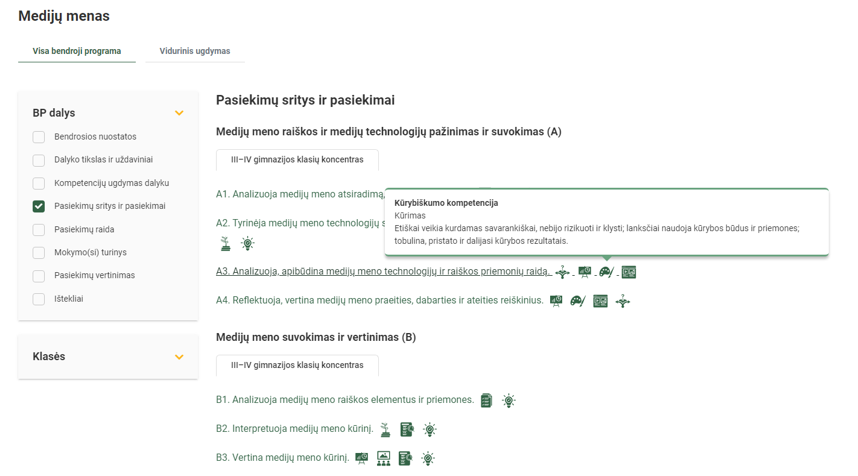 Medijų menas
Visa bendroji programa
Vidurinis ugdymas
BP dalys
Bendrosios nuostatos
Dalyko tikslas ir uždaviniai
Kompetencijų ugdymas dalyku
Pasiekimų sritys ir pasiekimai
Pasiekimų raida
Mokymo(si) turinys
Pasiekimų vertinimas
Ištekliai
Klasės
Pasiekimų sritys ir pasiekimai
Medijų meno raiškos ir medijų technologijų pažinimas ir suvokimas (A)
III–IV gimnazijos klasių koncentras
A1. Analizuoja medijų meno atsiradimą,
Kūrybiškumo kompetencija
Kūrimas
Etiškai veikia kurdamas savarankiškai, nebijo rizikuoti ir klysti; lanksčiai naudoja kūrybos būdus ir priemones;
tobulina, pristato ir dalijasi kūrybos rezultatais.
A2. Tyrinėja medijų meno technologijų s
A3. Analizuoja, apibūdina medijų meno technologijų ir raiškos priemonių raidą.
A4. Reflektuoja, vertina medijų meno praeities, dabarties ir ateities reiškinius.
Medijų meno suvokimas ir vertinimas (B)
III–IV gimnazijos klasių koncentras
B1. Analizuoja medijų meno raiškos elementus ir priemones.
B2. Interpretuoja medijų meno kūrinį.
B3. Vertina medijų meno kūrinį.